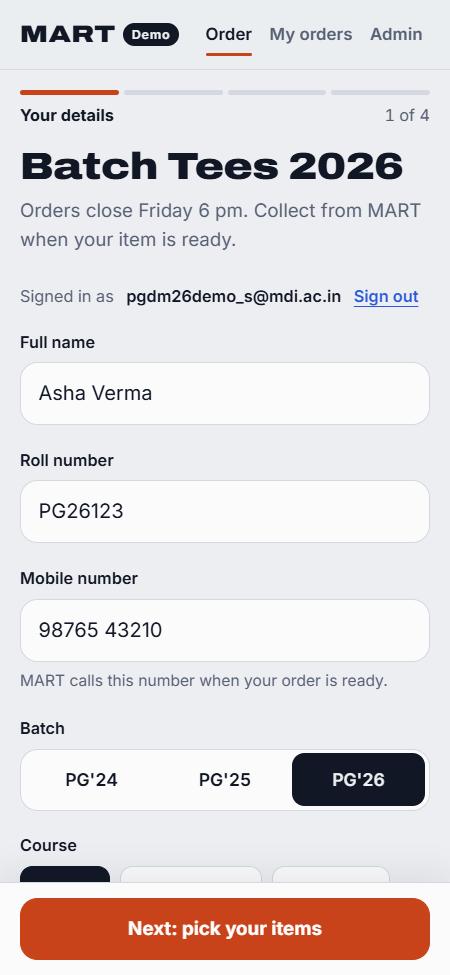 MART Demo Order My orders Admin
Your details 1 of 4
Batch Tees 2026
Orders close Friday 6 pm. Collect from MART
when your item is ready.
Signed in as pgdm26demo_s@mdi.ac.in Sign out
Full name
Asha Verma
Roll number
PG26123
Mobile number
98765 43210
MART calls this number when your order is ready.
Batch
PG'24 PG'25 PG'26
Course
Next: pick your items